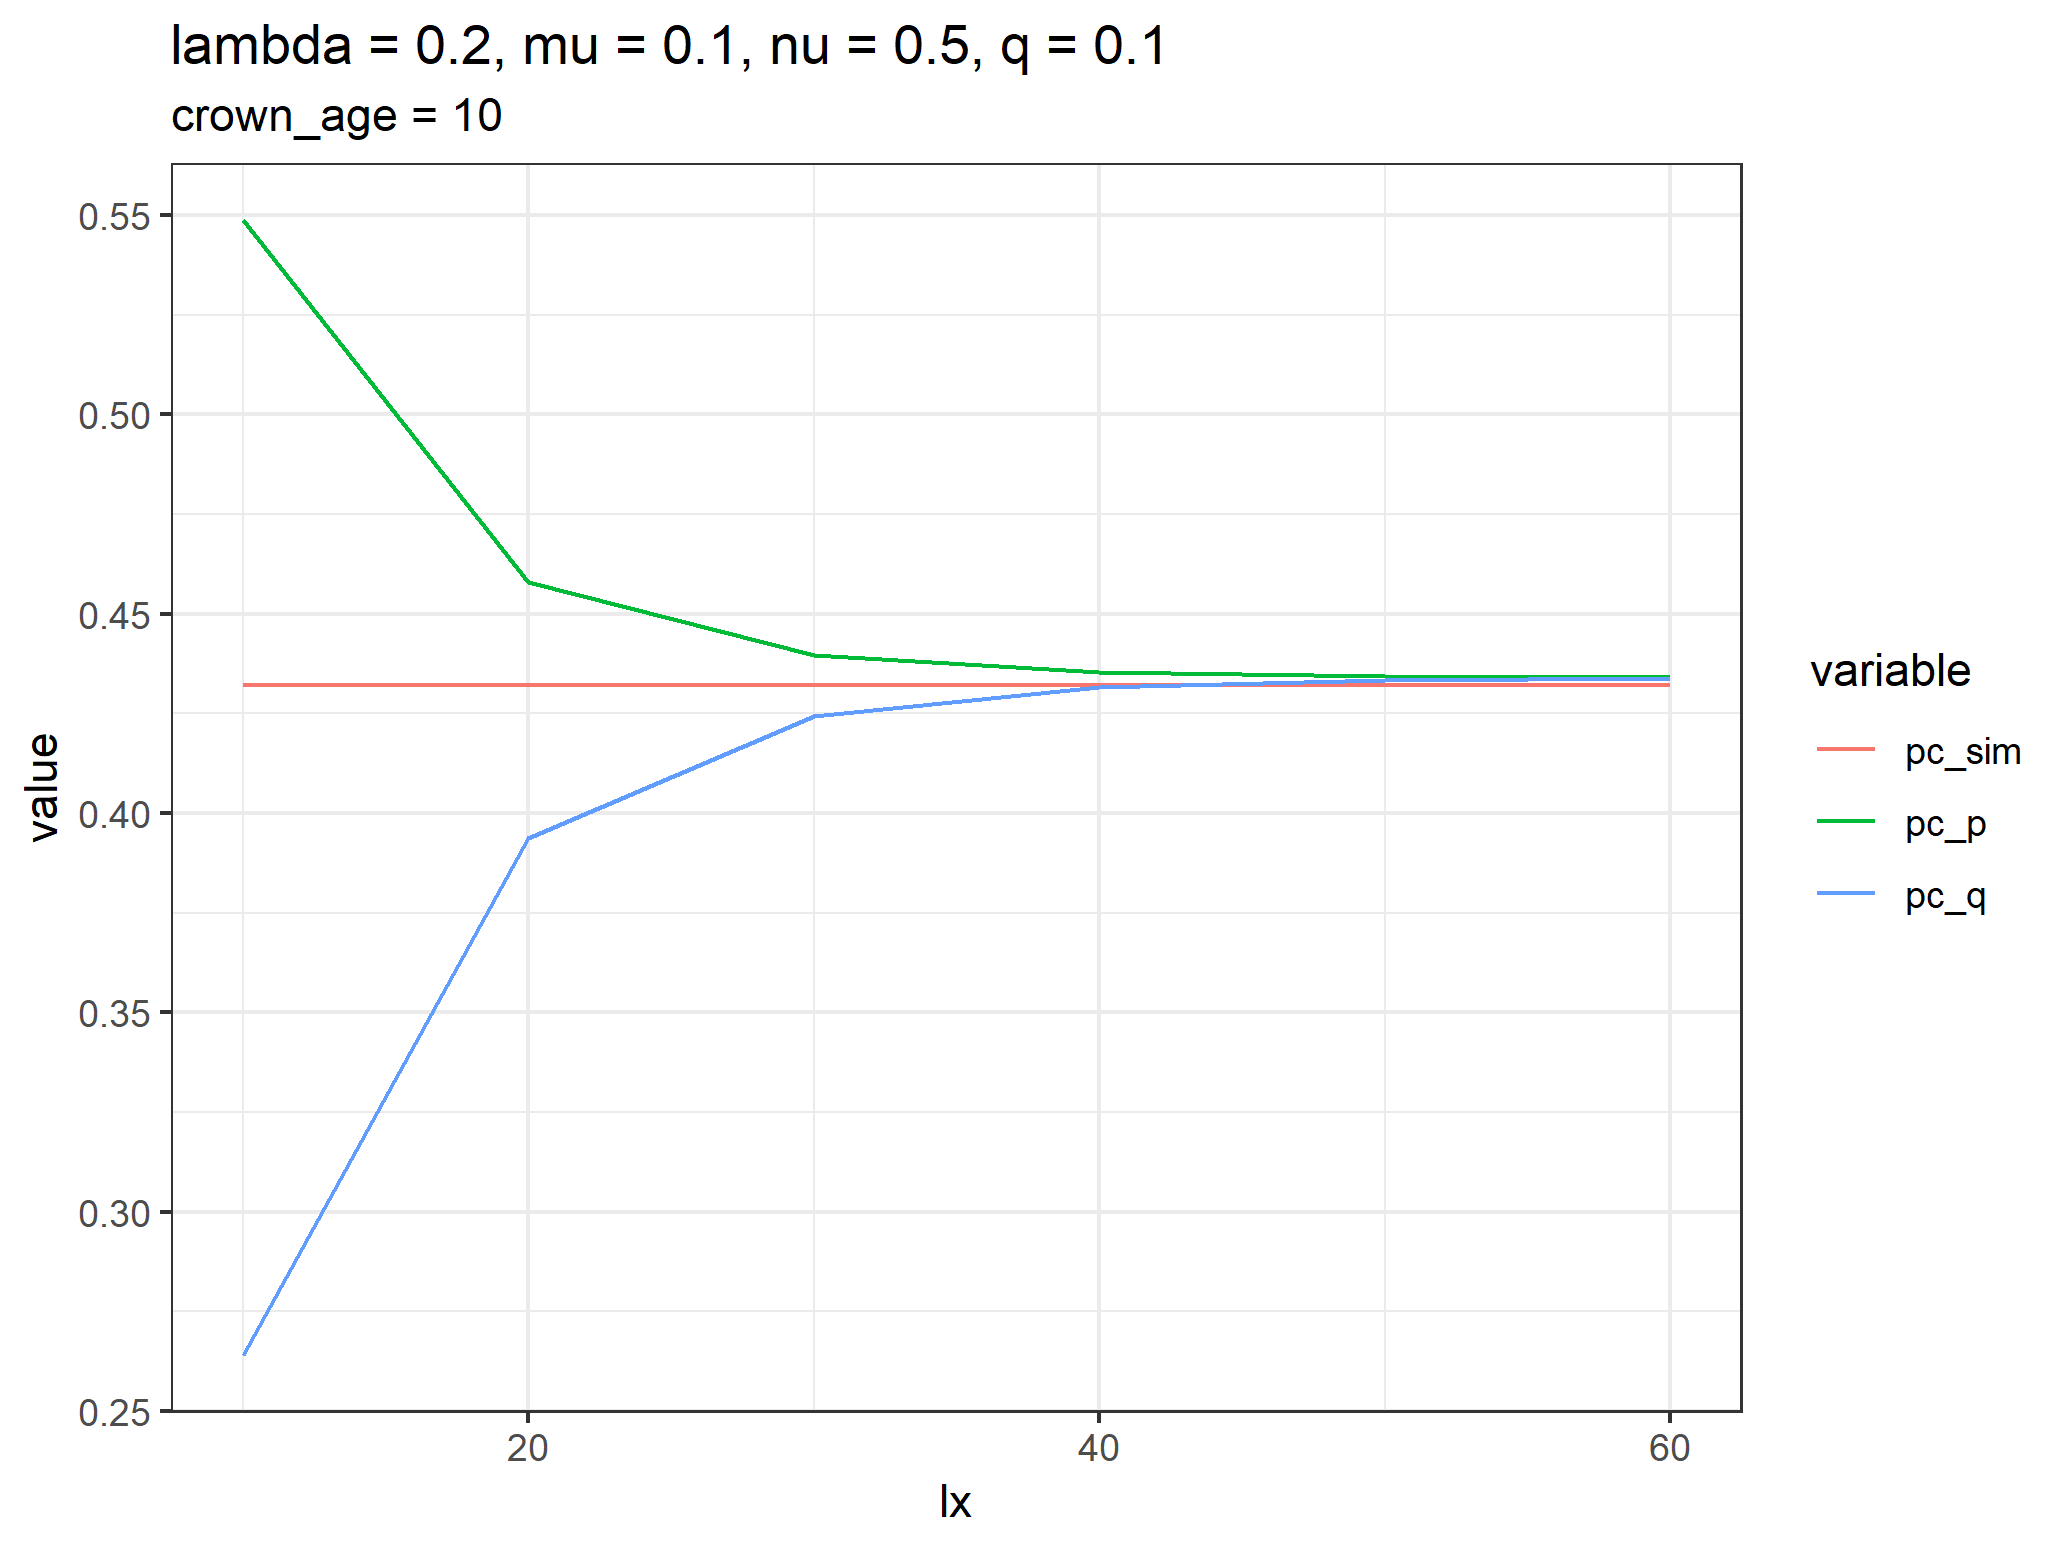 lambda = 0.2, mu = 0.1, nu = 0.5, q = 0.1
crown_age = 10
0.55
0.50
0.45
0.40
0.35
0.30
0.25
value
20
40
60
lx
variable
pc_sim
pc_p
pc_q